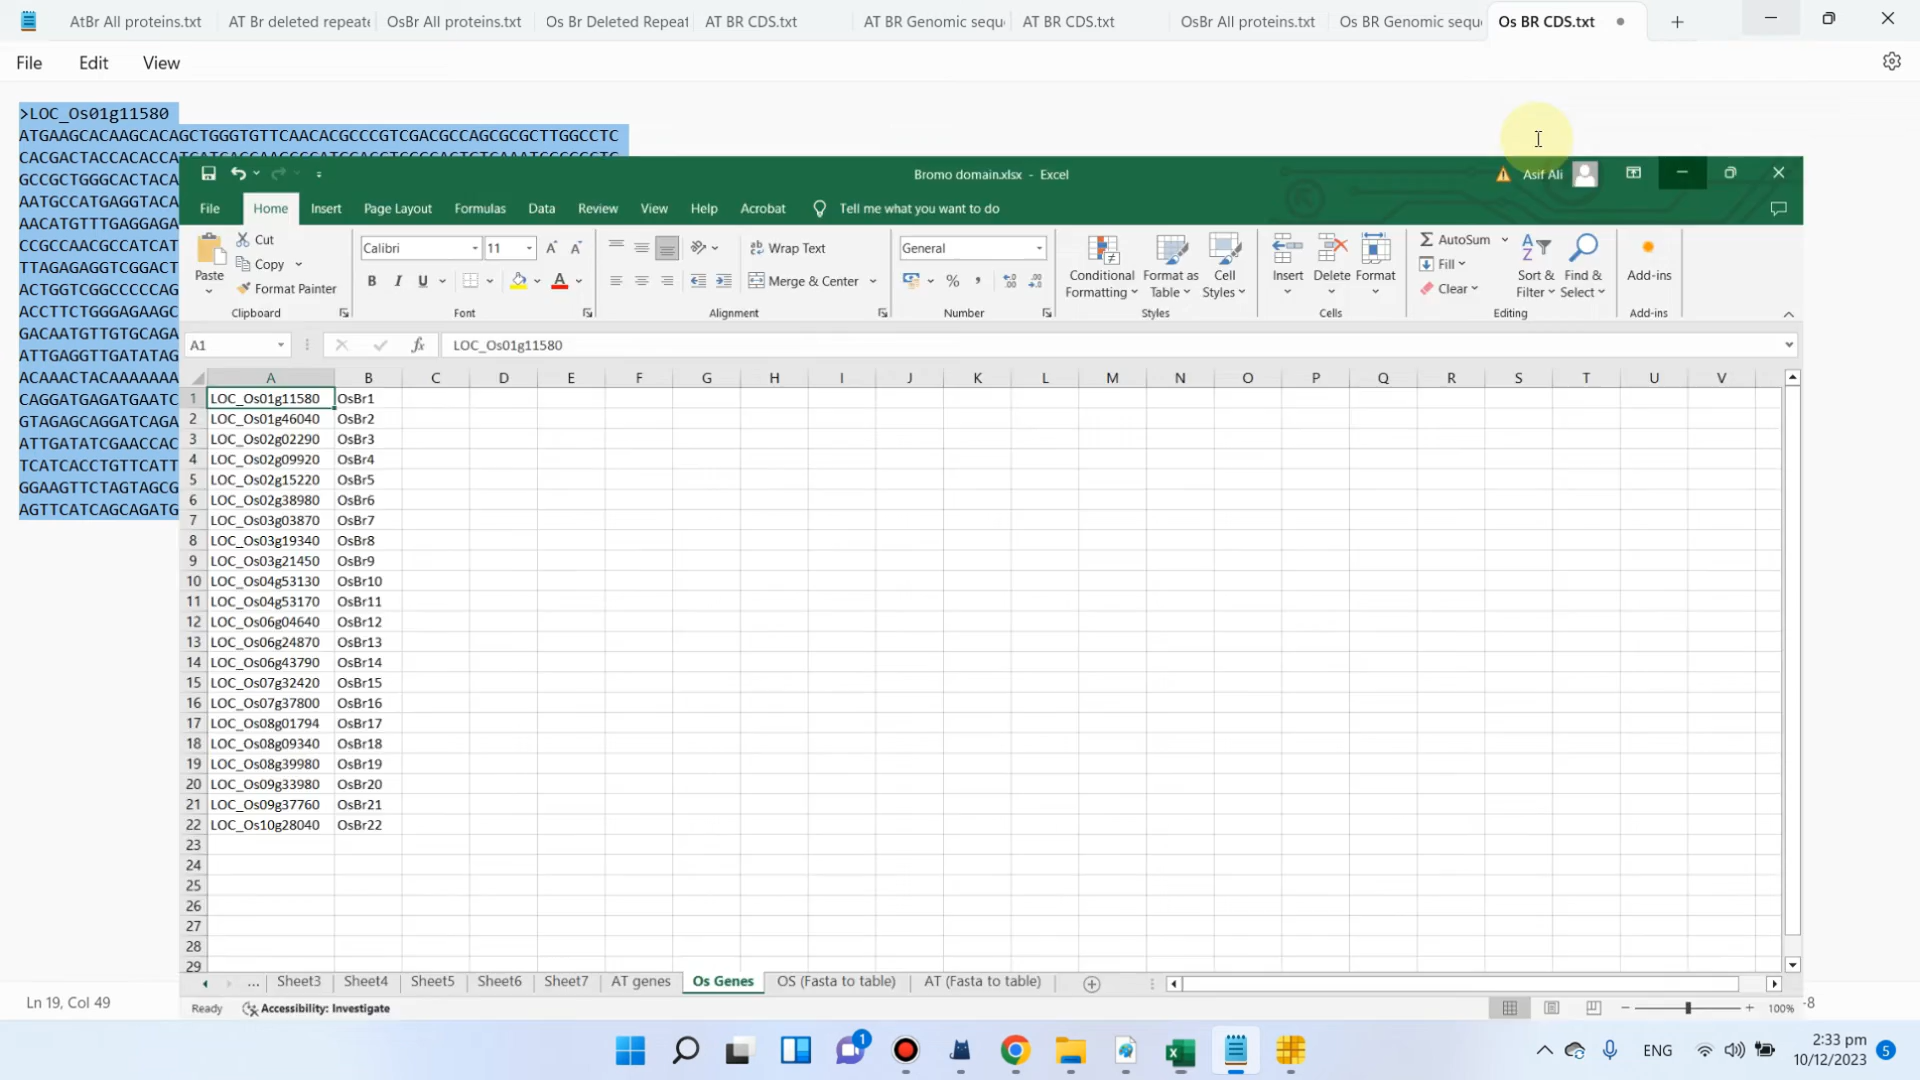 AtBr All proteins.txt
AT Br deleted repeate
OsBr All proteins.txt
Os Br Deleted Repeat
AT BR CDS.txt
AT BR Genomic sequ
AT BR CDS.txt
OsBr All proteins.txt
Os BR Genomic sequ
Os BR CDS.txt
File Edit View
>LOC_Os01g11580
ATGAAGCACAAGCACAGCTGGGTGTTCAACACGCCCGTCGACGCCAGCGCGCTTGGCCTC
CACGACTACCACACCA
GCCGCTGGGCACTACA
AATGCCATGAGGTACA
AACATGTTTGAGGAGA
CCGCCAACGCCATCAT
TTAGAGAGGTCGGACT
ACTGGTCGGCCCCCAG
ACCTTCTGGGAGAAGC
GACAATGTTGTGCAGA
ATTGAGGTTGATATAG
ACAAACTACAAAAAAA
CAGGATGAGATGAATC
GTAGAGCAGGATCAGA
ATTGATATCGAACCAC
TCATCACCTGTTCATT
GGAAGTTCTAGTAGCG
AGTTCATCAGCAGATG
Bromo domain.xlsx - Excel
Asif Ali
File Home Insert Page Layout Formulas Data Review View Help Acrobat Tell me what you want to do
Paste
Cut
Copy
Format Painter
Clipboard
Calibri 11
B I U
Font
Wrap Text
Merge & Center
Alignment
General
Number
Conditional Formatting
Format as Table
Cell Styles
Styles
Insert Delete Format
Cells
AutoSum
Fill
Clear
Sort & Filter
Find & Select
Editing
Add-ins
Add-ins
A1 fx LOC_Os01g11580
A B C D E F G H I J K L M N O P Q R S T U V
1 LOC_Os01g11580 OsBr1
2 LOC_Os01g46040 OsBr2
3 LOC_Os02g02290 OsBr3
4 LOC_Os02g09920 OsBr4
5 LOC_Os02g15220 OsBr5
6 LOC_Os02g38980 OsBr6
7 LOC_Os03g03870 OsBr7
8 LOC_Os03g19340 OsBr8
9 LOC_Os03g21450 OsBr9
10 LOC_Os04g53130 OsBr10
11 LOC_Os04g53170 OsBr11
12 LOC_Os06g04640 OsBr12
13 LOC_Os06g24870 OsBr13
14 LOC_Os06g43790 OsBr14
15 LOC_Os07g32420 OsBr15
16 LOC_Os07g37800 OsBr16
17 LOC_Os08g01794 OsBr17
18 LOC_Os08g09340 OsBr18
19 LOC_Os08g39980 OsBr19
20 LOC_Os09g33980 OsBr20
21 LOC_Os09g37760 OsBr21
22 LOC_Os10g28040 OsBr22
23
24
25
26
27
28
29
... Sheet3 Sheet4 Sheet5 Sheet6 Sheet7 AT genes Os Genes OS (Fasta to table) AT (Fasta to table)
Ready Accessibility: Investigate 100%
Ln 19, Col 49
-8
1
ENG
2:33 pm
10/12/2023
5